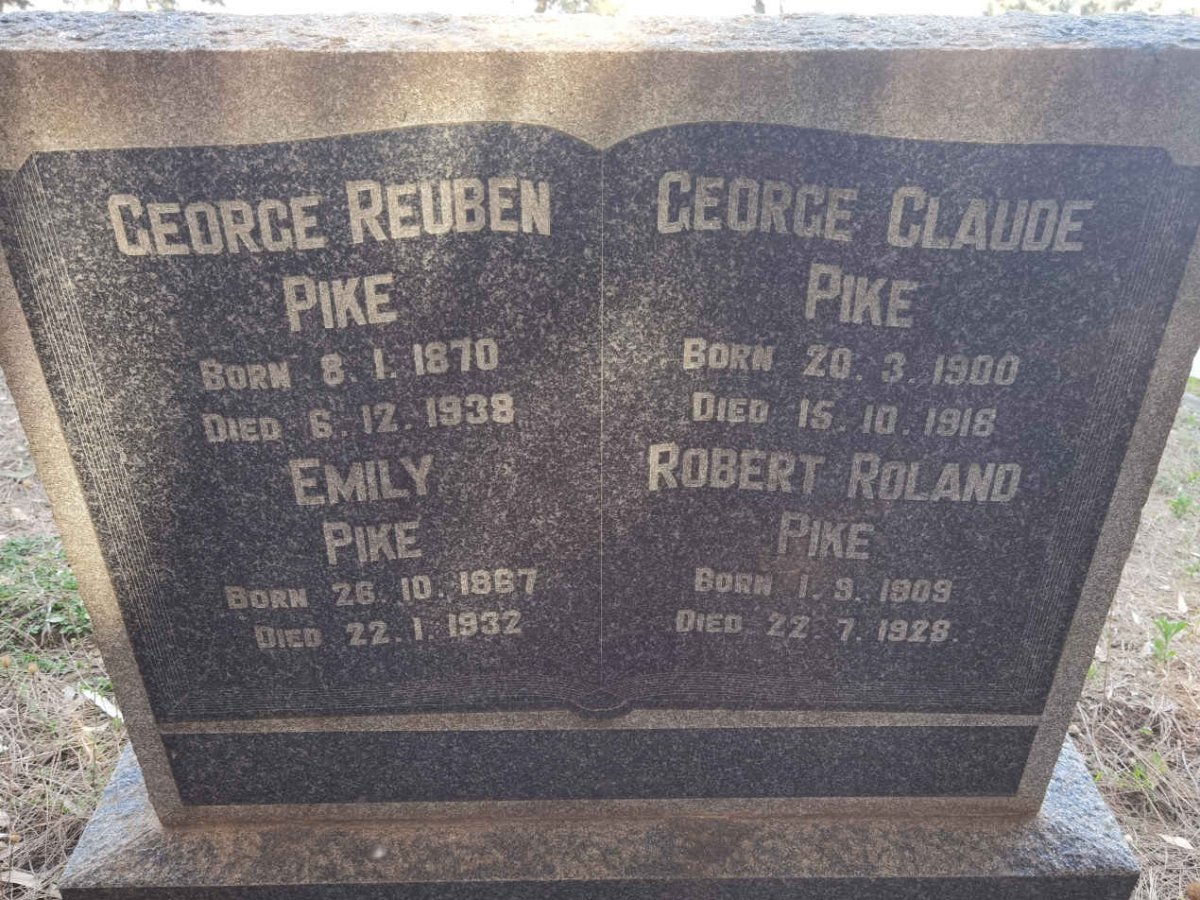 GEORGE REUBEN
PIKE
BORN 8.1.1870
DIED 6.12.1938
EMILY
PIKE
BORN 26.10.1867
DIED 22.1.1932
GEORGE CLAUDE
PIKE
BORN 20.3.1900
DIED 15.10.1916
ROBERT ROLAND
PIKE
BORN 1.9.1909
DIED 22.7.1928.